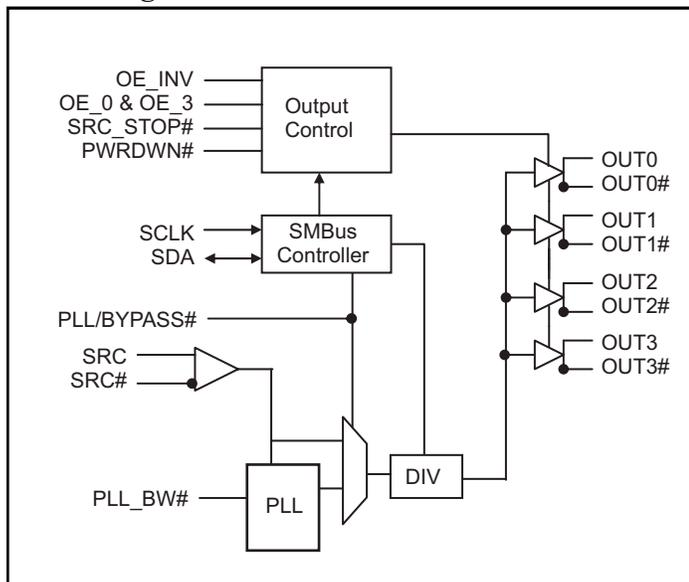 OE_INV
OE_0 & OE_3
SRC_STOP#
PWRDWN#
Output
Control
OUT0
OUT0#
OUT1
OUT1#
OUT2
OUT2#
OUT3
OUT3#
SCLK
SDA
SMBus
Controller
PLL/BYPASS#
SRC
SRC#
DIV
PLL_BW#
PLL